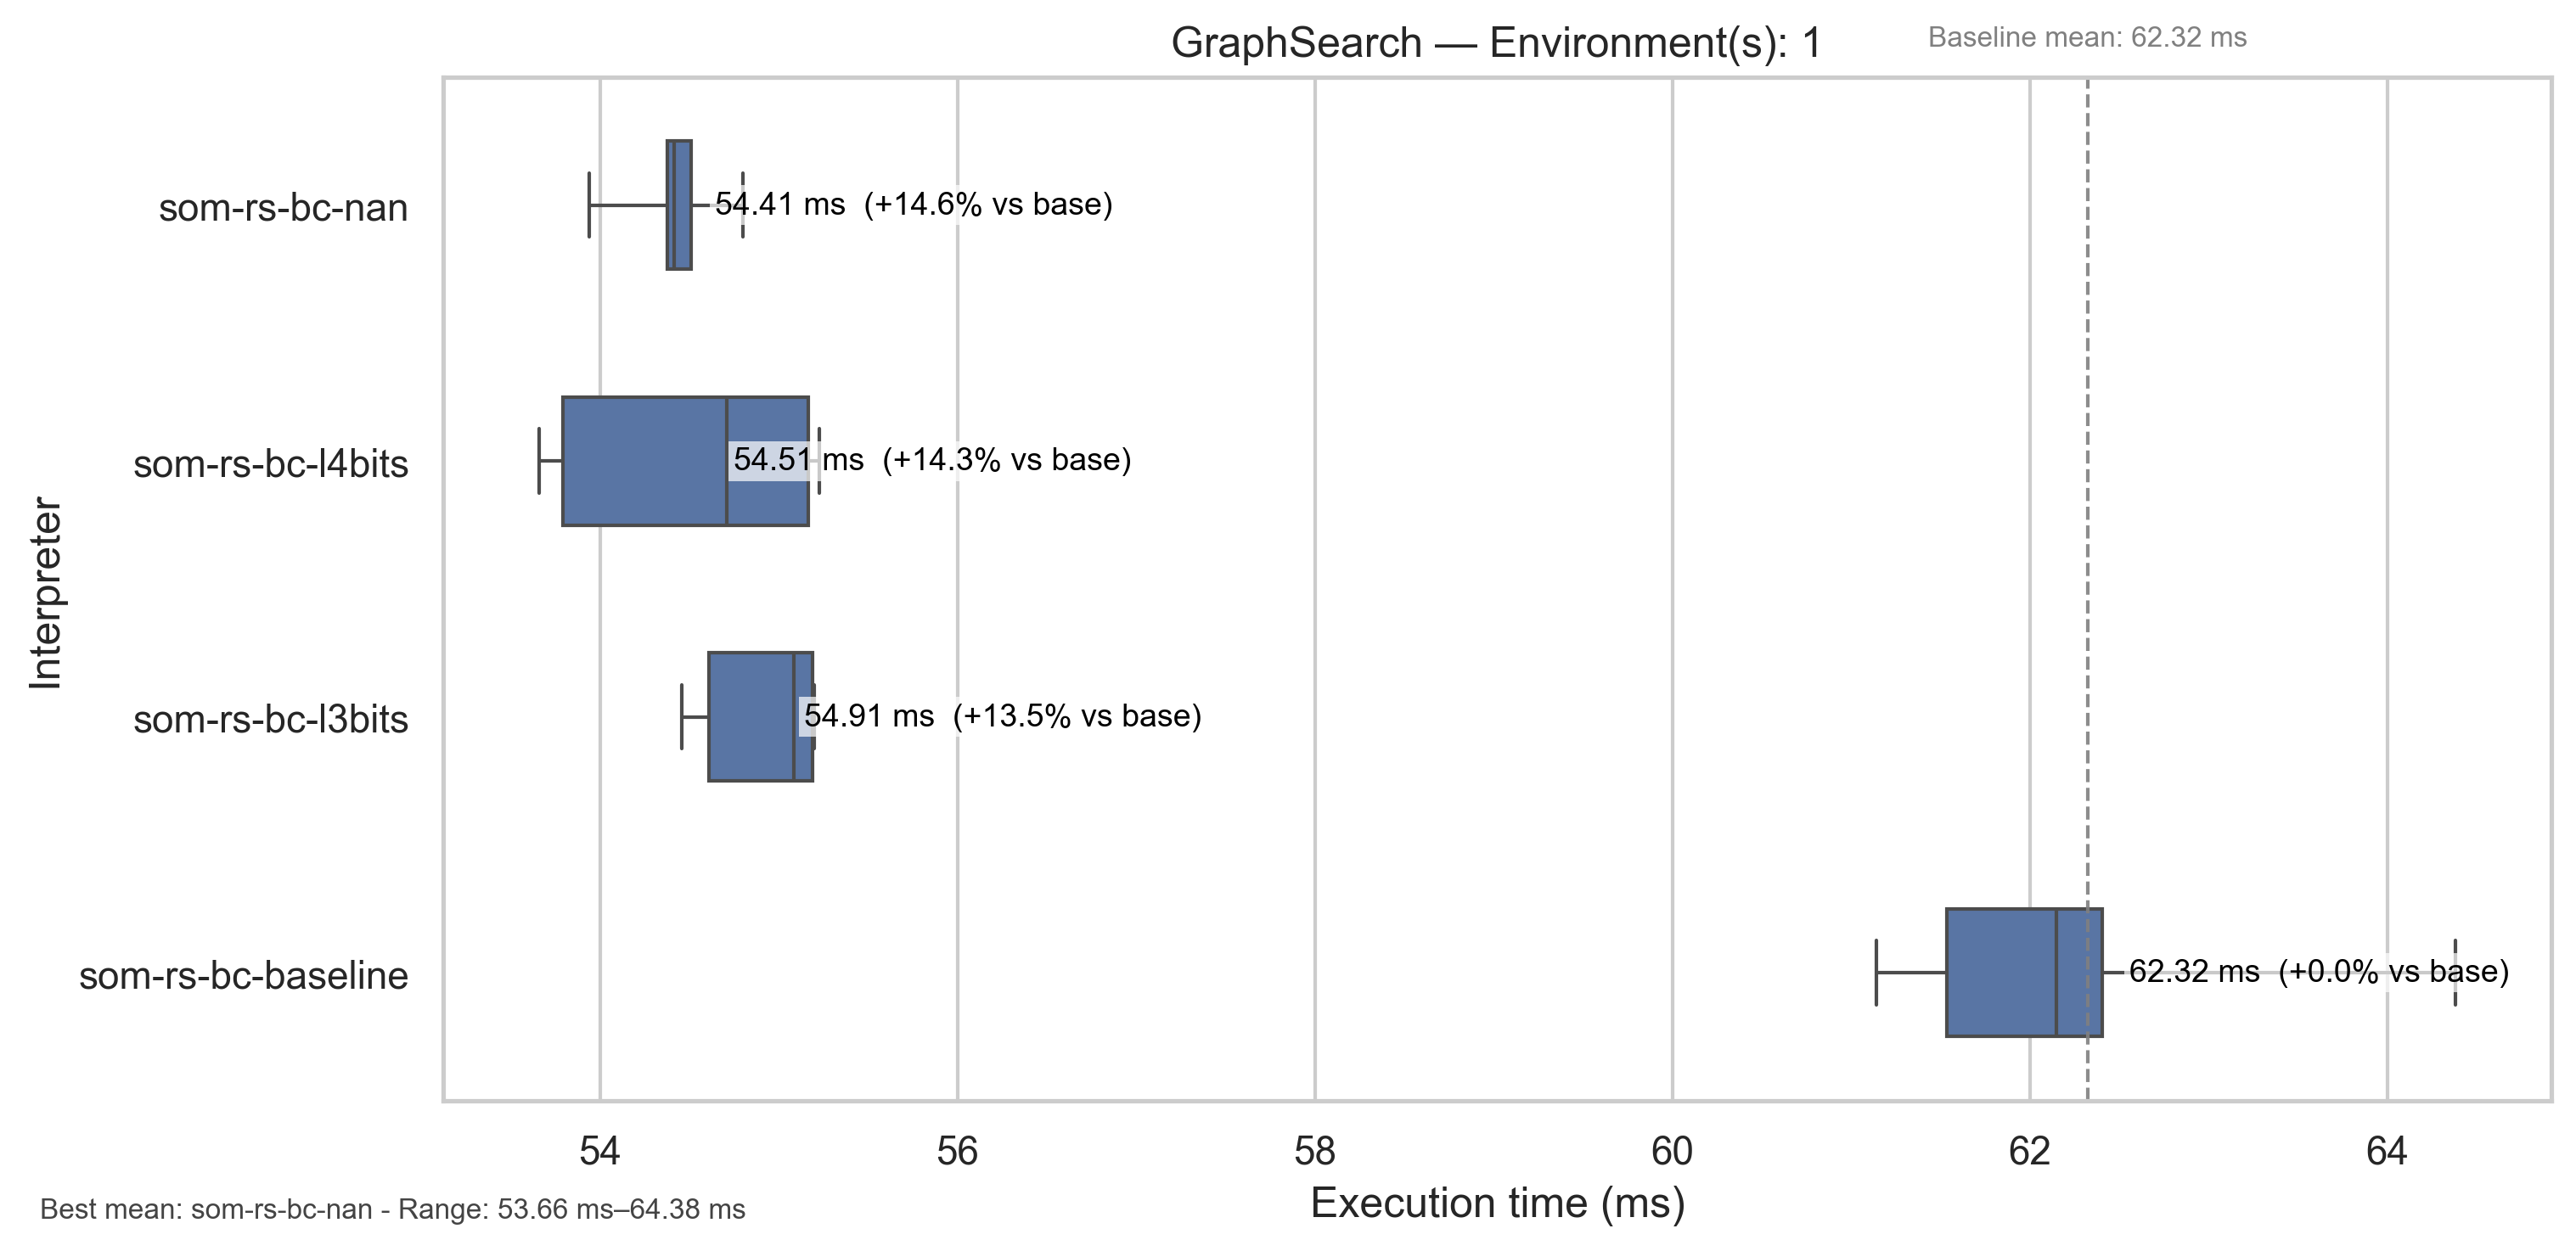 GraphSearch — Environment(s): 1
Baseline mean: 62.32 ms
Interpreter
som-rs-bc-nan
54.41 ms  (+14.6% vs base)
som-rs-bc-l4bits
54.51 ms  (+14.3% vs base)
som-rs-bc-l3bits
54.91 ms  (+13.5% vs base)
som-rs-bc-baseline
62.32 ms  (+0.0% vs base)
54 56 58 60 62 64
Execution time (ms)
Best mean: som-rs-bc-nan - Range: 53.66 ms–64.38 ms